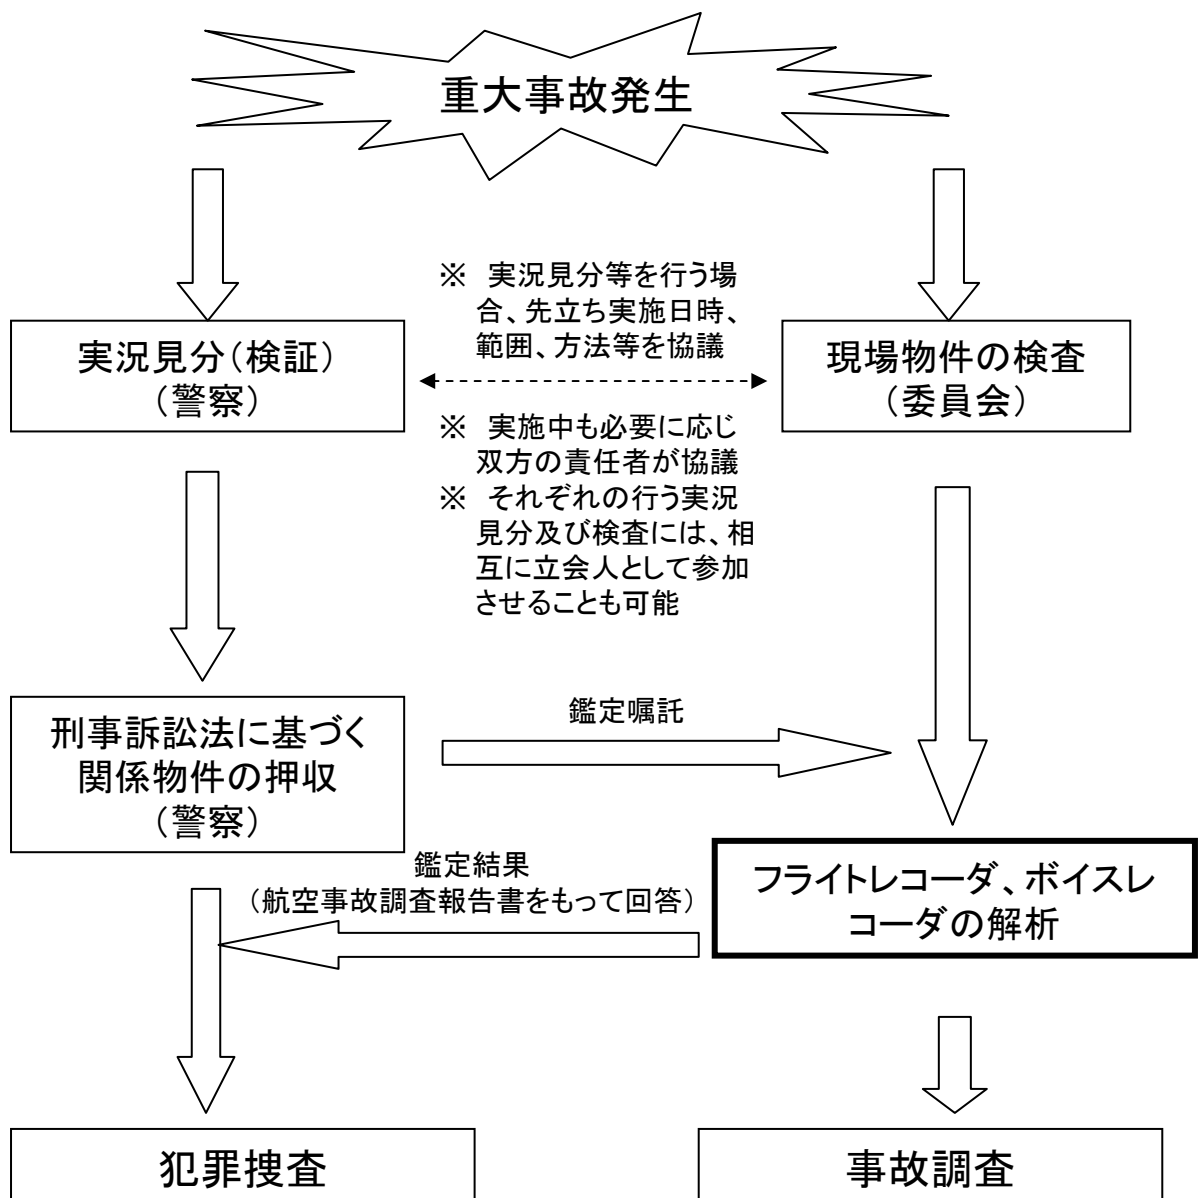 重大事故発生
※ 実況見分等を行う場
合、先立ち実施日時、
範囲、方法等を協議
実況見分（検証）
（警察）
現場物件の検査
（委員会）
※ 実施中も必要に応じ
双方の責任者が協議
※ それぞれの行う実況
見分及び検査には、相
互に立会人として参加
させることも可能
刑事訴訟法に基づく
関係物件の押収
（警察）
鑑定嘱託
鑑定結果
（航空事故調査報告書をもって回答）
フライトレコーダ、ボイスレ
コーダの解析
犯罪捜査
事故調査